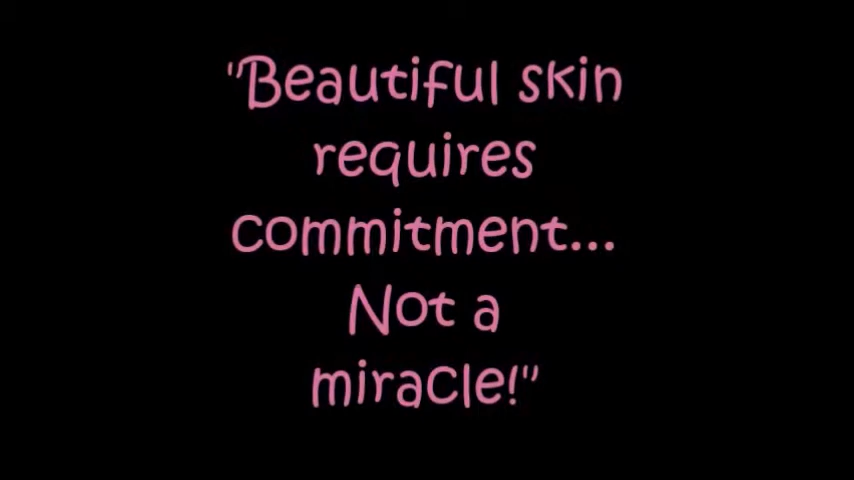 "Beautiful skin
requires
commitment...
Not a
miracle!"